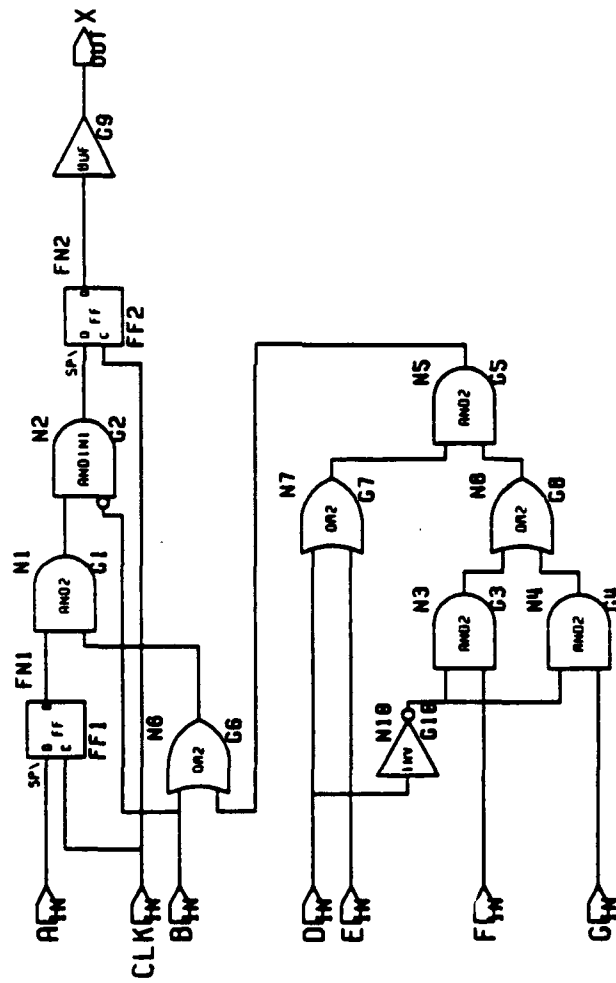 X
OUT
BUF
G9
FN2
SP\
D
Q
FF
C
FF2
N2
AND1N1
G2
N1
AND2
G1
FN1
SP\
D
Q
FF
C
FF1
A
IN
CLK
IN
B
IN
N6
OR2
G6
N5
AND2
G5
N7
OR2
G7
N8
OR2
G8
N3
AND2
G3
N4
AND2
G4
N10
INV
G10
D
IN
E
IN
F
IN
G
IN